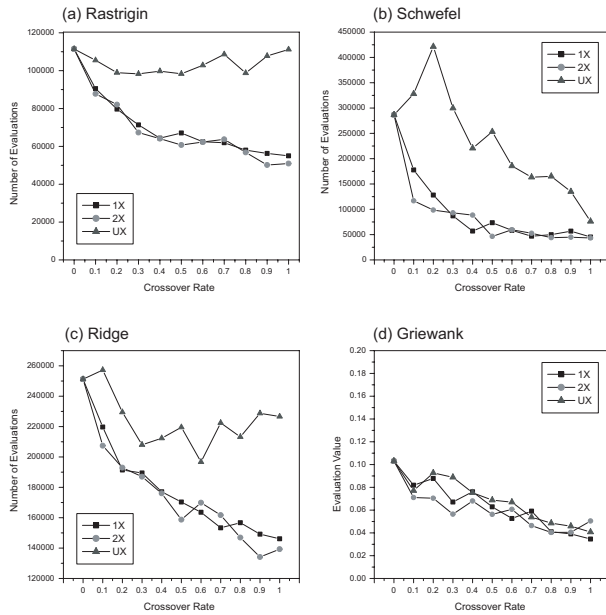 (a) Rastrigin
120000
100000
80000
60000
40000
20000
0
Number of Evaluations
1X
2X
UX
0 0.1 0.2 0.3 0.4 0.5 0.6 0.7 0.8 0.9 1
Crossover Rate
(b) Schwefel
450000
400000
350000
300000
250000
200000
150000
100000
50000
0
Number of Evaluations
1X
2X
UX
0 0.1 0.2 0.3 0.4 0.5 0.6 0.7 0.8 0.9 1
Crossover Rate
(c) Ridge
260000
240000
220000
200000
180000
160000
140000
120000
Number of Evaluations
1X
2X
UX
0 0.1 0.2 0.3 0.4 0.5 0.6 0.7 0.8 0.9 1
Crossover Rate
(d) Griewank
0.20
0.18
0.16
0.14
0.12
0.10
0.08
0.06
0.04
0.02
0.00
Evaluation Value
1X
2X
UX
0 0.1 0.2 0.3 0.4 0.5 0.6 0.7 0.8 0.9 1
Crossover Rate